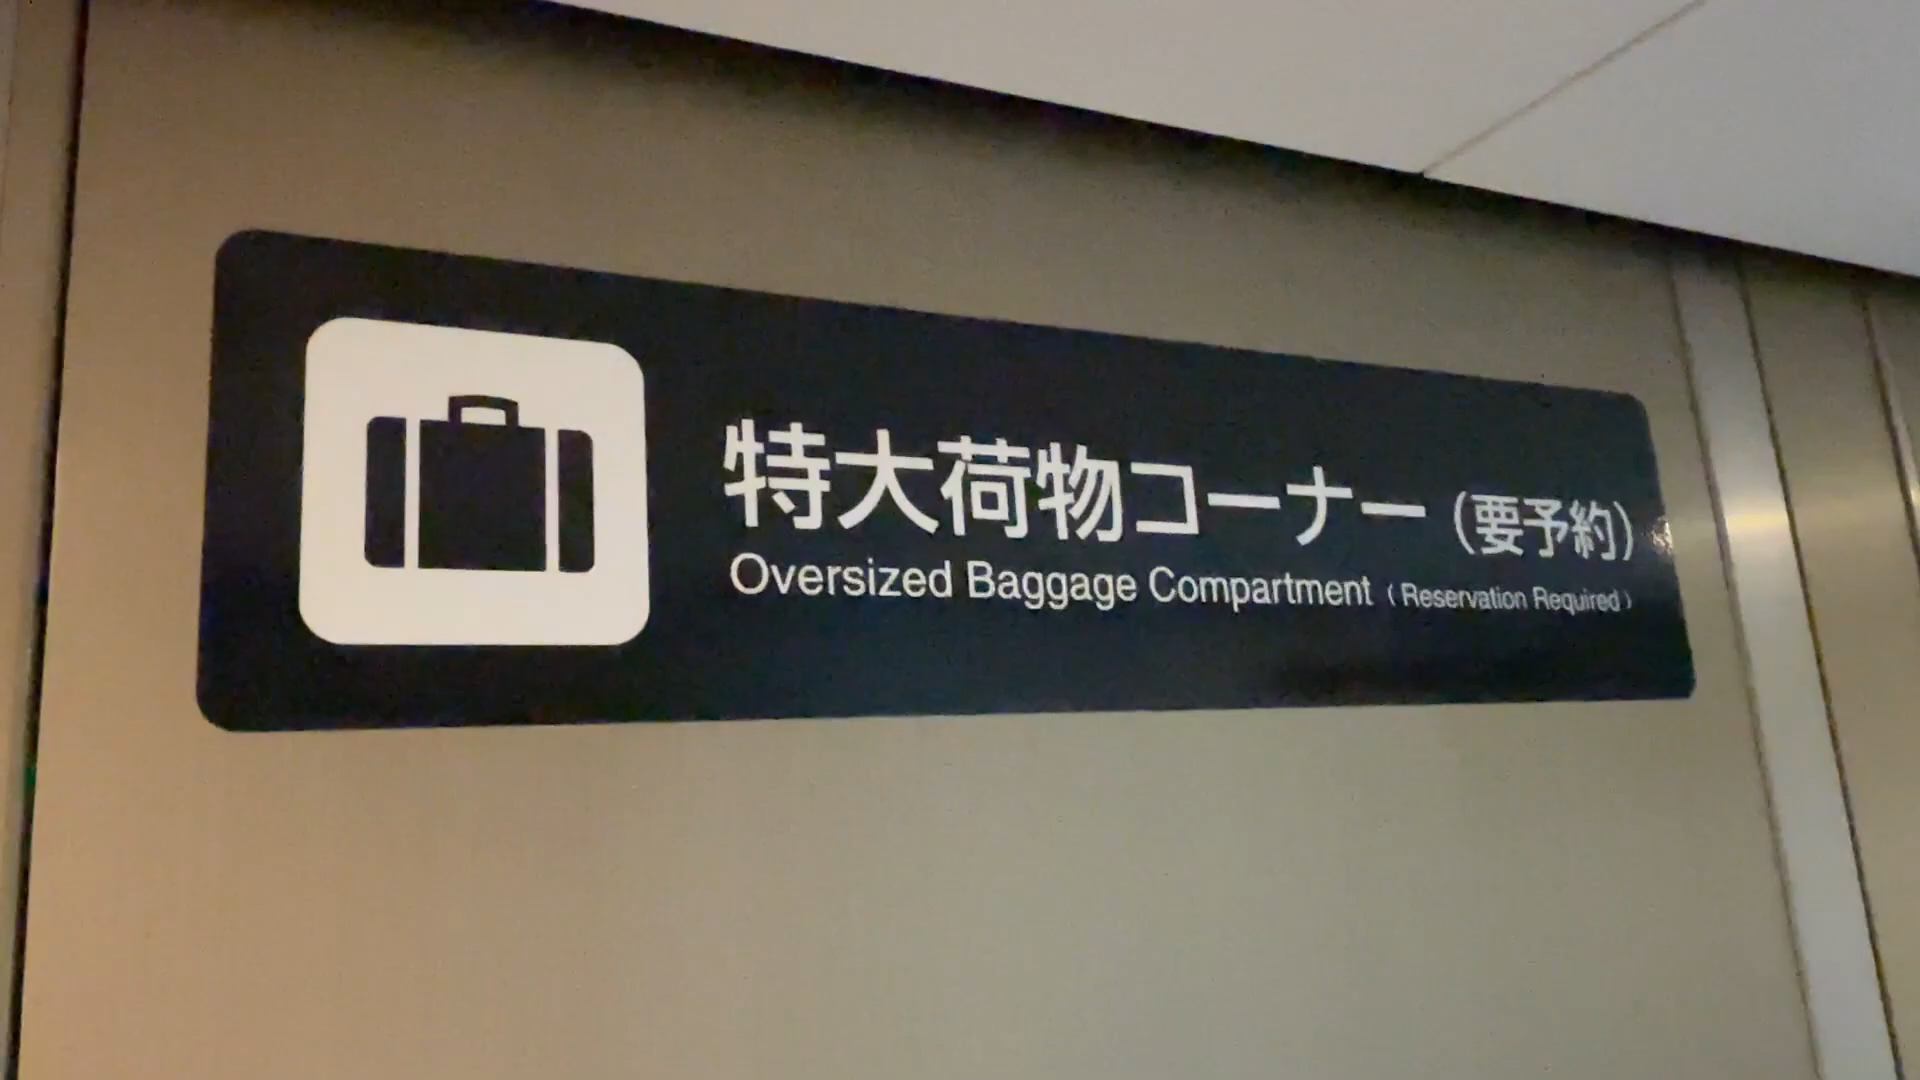 特大荷物コーナー（要予約）
Oversized Baggage Compartment (Reservation Required)